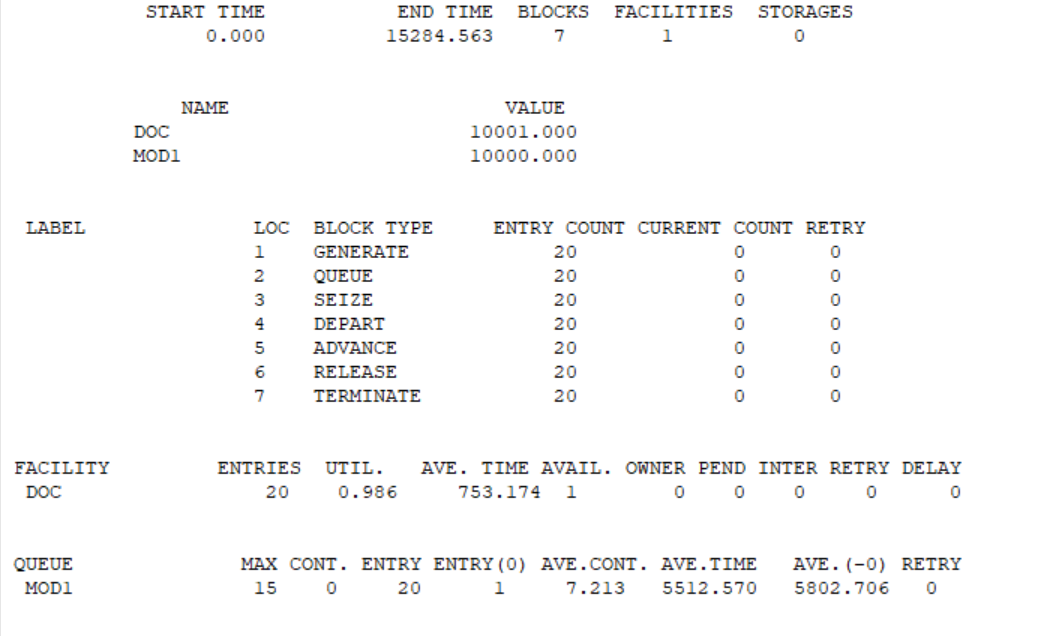 START TIME END TIME BLOCKS FACILITIES STORAGES
0.000 15284.563 7 1 0
NAME VALUE
DOC 10001.000
MOD1 10000.000
LABEL LOC BLOCK TYPE ENTRY COUNT CURRENT COUNT RETRY
1 GENERATE 20 0 0
2 QUEUE 20 0 0
3 SEIZE 20 0 0
4 DEPART 20 0 0
5 ADVANCE 20 0 0
6 RELEASE 20 0 0
7 TERMINATE 20 0 0
FACILITY ENTRIES UTIL. AVE. TIME AVAIL. OWNER PEND INTER RETRY DELAY
DOC 20 0.986 753.174 1 0 0 0 0 0
QUEUE MAX CONT. ENTRY ENTRY(0) AVE.CONT. AVE.TIME AVE.(-0) RETRY
MOD1 15 0 20 1 7.213 5512.570 5802.706 0